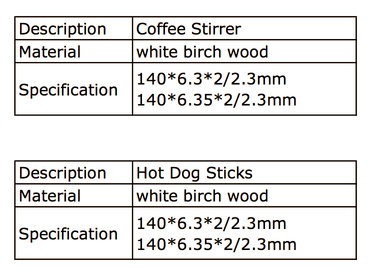 Description Coffee Stirrer
Material white birch wood
Specification 140*6.3*2/2.3mm
140*6.35*2/2.3mm
Description Hot Dog Sticks
Material white birch wood
Specification 140*6.3*2/2.3mm
140*6.35*2/2.3mm